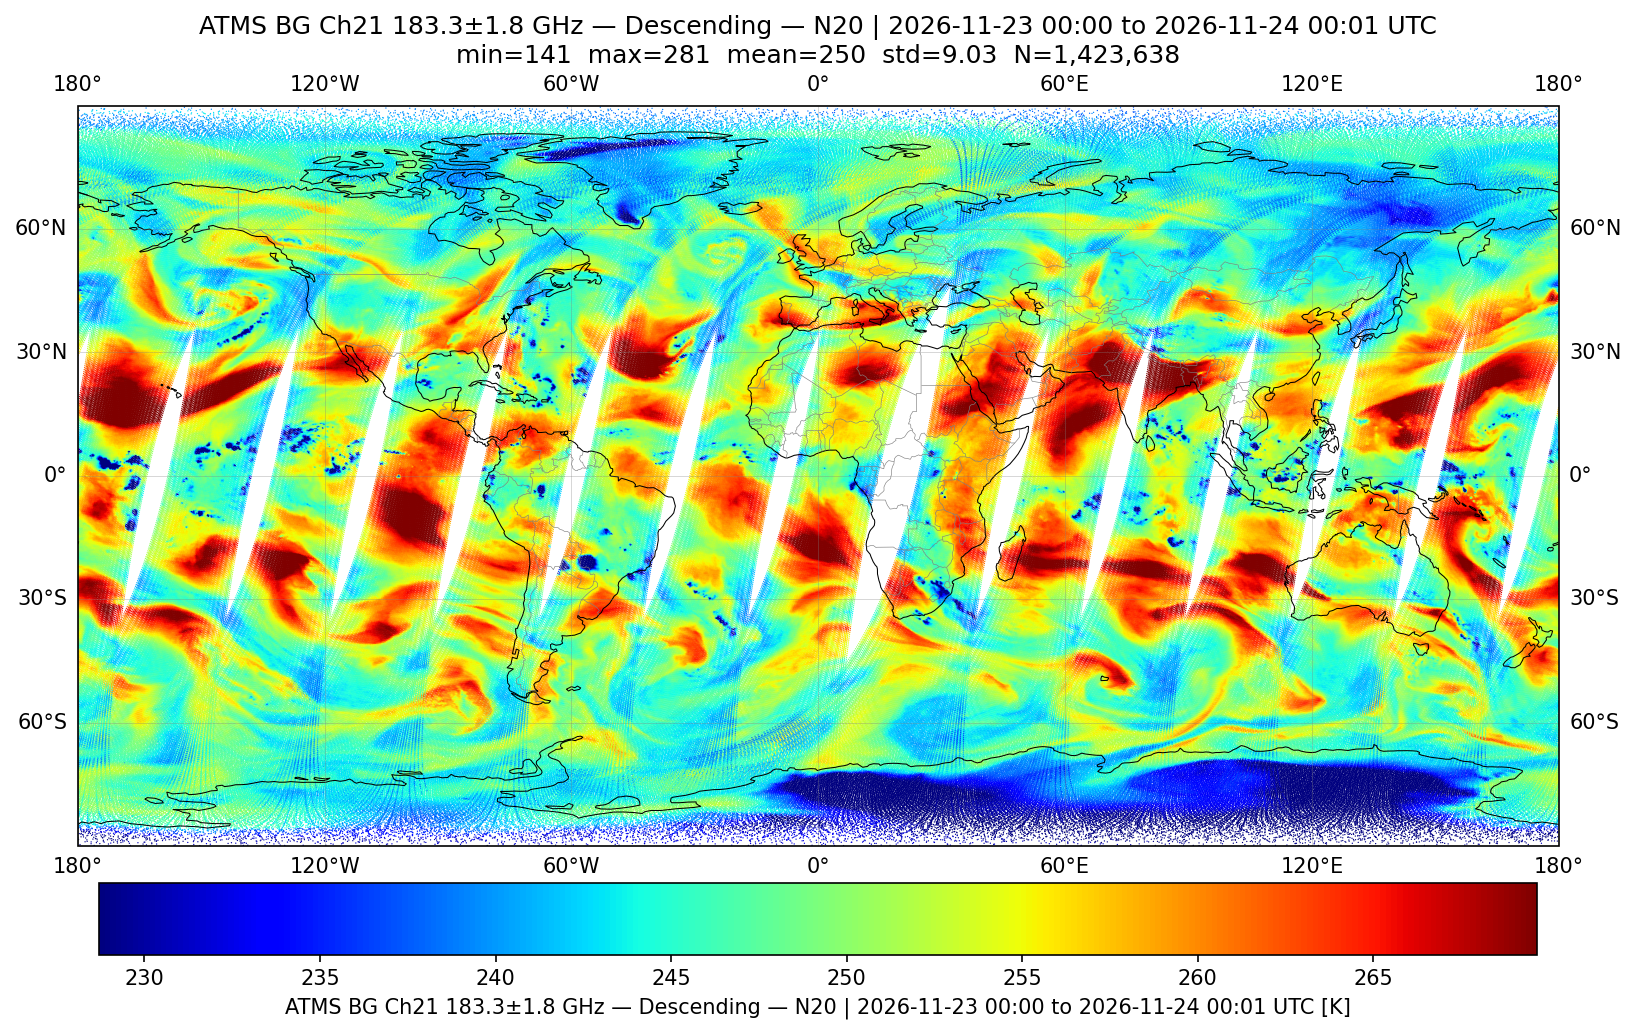 ATMS BG Ch21 183.3±1.8 GHz — Descending — N20 | 2026-11-23 00:00 to 2026-11-24 00:01 UTC
min=141 max=281 mean=250 std=9.03 N=1,423,638
180° 120°W 60°W 0° 60°E 120°E 180°
60°N 60°N
30°N 30°N
0° 0°
30°S 30°S
60°S 60°S
180° 120°W 60°W 0° 60°E 120°E 180°
230 235 240 245 250 255 260 265
ATMS BG Ch21 183.3±1.8 GHz — Descending — N20 | 2026-11-23 00:00 to 2026-11-24 00:01 UTC [K]